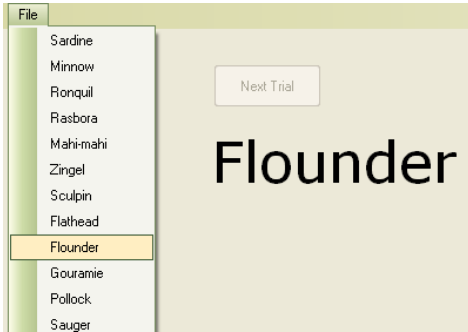 File
Sardine
Minnow
Ronquil
Rasbora
Mahi-mahi
Zingel
Sculpin
Flathead
Flounder
Gouramie
Pollock
Sauger
Next Trial
Flounder